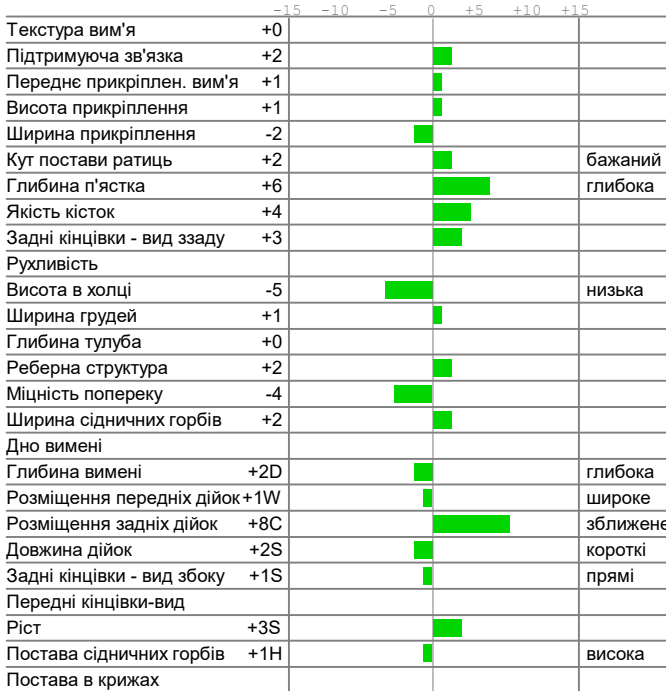 -15 -10 -5 0 +5 +10 +15
Текстура вим'я +0
Підтримуюча зв'язка +2
Переднє прикріплен. вим'я +1
Висота прикріплення +1
Ширина прикріплення -2
Кут постави ратиць +2 бажаний
Глибина п'ястка +6 глибока
Якість кісток +4
Задні кінцівки - вид ззаду +3
Рухливість
Висота в холці -5 низька
Ширина грудей +1
Глибина тулуба +0
Реберна структура +2
Міцність попереку -4
Ширина сідничних горбів +2
Дно вимені
Глибина вимені +2D глибока
Розміщення передніх дійок +1W широке
Розміщення задніх дійок +8C зближене
Довжина дійок +2S короткі
Задні кінцівки - вид збоку +1S прямі
Передні кінцівки-вид
Ріст +3S
Постава сідничних горбів +1H висока
Постава в крижах